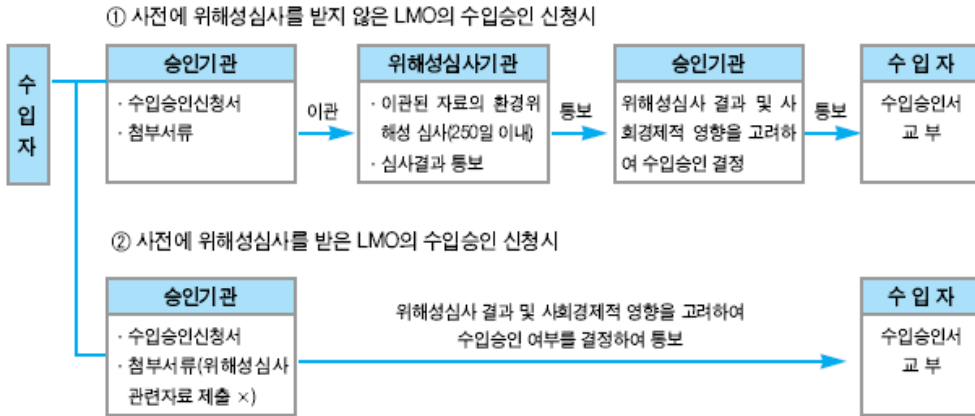 ① 사전에 위해성심사를 받지 않은 LMO의 수입승인 신청시
수
입
자
승인기관
· 수입승인신청서
· 첨부서류
이관
위해성심사기관
· 이관된 자료의 환경위
해성 심사(250일 이내)
· 심사결과 통보
통보
승인기관
위해성심사 결과 및 사
회경제적 영향을 고려하
여 수입승인 결정
통보
수 입 자
수입승인서
교 부
② 사전에 위해성심사를 받은 LMO의 수입승인 신청시
승인기관
· 수입승인신청서
· 첨부서류(위해성심사
관련자료 제출 ×)
위해성심사 결과 및 사회경제적 영향을 고려하여
수입승인 여부를 결정하여 통보
수 입 자
수입승인서
교 부